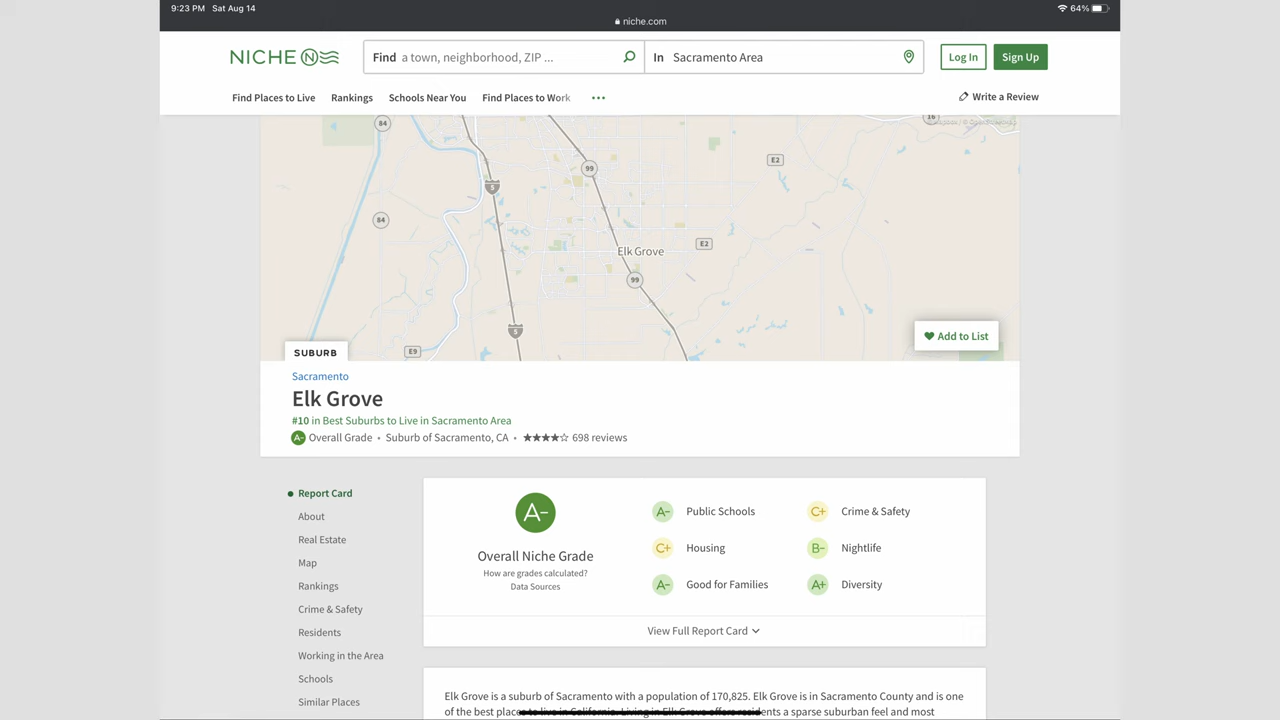 9:23 PM Sat Aug 14
64%
niche.com
NICHE N
Find a town, neighborhood, ZIP ...
In Sacramento Area
Log In
Sign Up
Find Places to Live
Rankings
Schools Near You
Find Places to Work
•••
Write a Review
84
16
99
E2
5
84
E2
Elk Grove
99
5
E9
Add to List
SUBURB
Sacramento
Elk Grove
#10 in Best Suburbs to Live in Sacramento Area
A- Overall Grade • Suburb of Sacramento, CA • ★★★★☆ 698 reviews
Report Card
About
Real Estate
Map
Rankings
Crime & Safety
Residents
Working in the Area
Schools
Similar Places
A-
Overall Niche Grade
How are grades calculated?
Data Sources
A- Public Schools
C+ Crime & Safety
C+ Housing
B- Nightlife
A- Good for Families
A+ Diversity
View Full Report Card
Elk Grove is a suburb of Sacramento with a population of 170,825. Elk Grove is in Sacramento County and is one
of the best places to live in California. Living in Elk Grove offers residents a sparse suburban feel and most